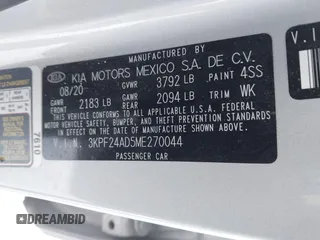 MANUFACTURED BY
KIA KIA MOTORS MEXICO S.A. DE C.V.
08/20 GVWR 3792 LB PAINT 4SS
GAWR FRONT 2183 LB GAWR REAR 2094 LB TRIM WK
THIS VEHICLE CONFORMS TO ALL APPLICABLE U.S. FEDERAL
MOTOR VEHICLE SAFETY, BUMPER, AND THEFT PREVENTION
STANDARDS IN EFFECT ON THE DATE OF MANUFACTURE
SHOWN ABOVE.
V.I.N. 3KPF24AD5ME270044
PASSENGER CAR
7610
V.I
DREAMBID